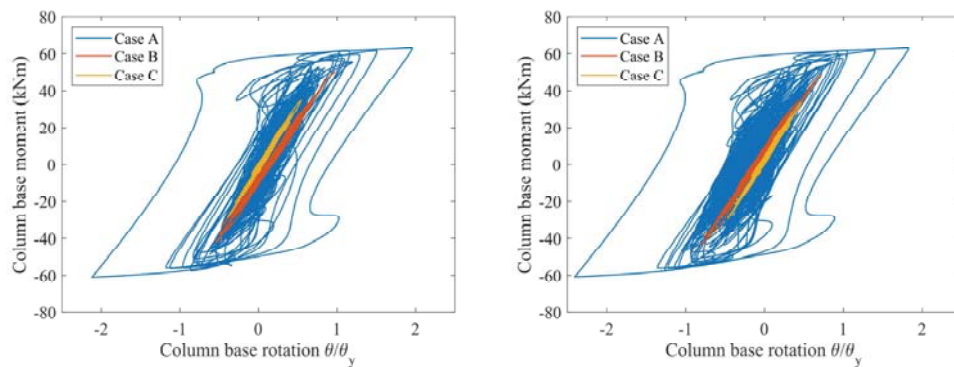 80
60
40
20
0
-20
-40
-60
-80
Column base moment (kNm)
Case A
Case B
Case C
-2 -1 0 1 2
Column base rotation θ/θy
80
60
40
20
0
-20
-40
-60
-80
Column base moment (kNm)
Case A
Case B
Case C
-2 -1 0 1 2
Column base rotation θ/θy